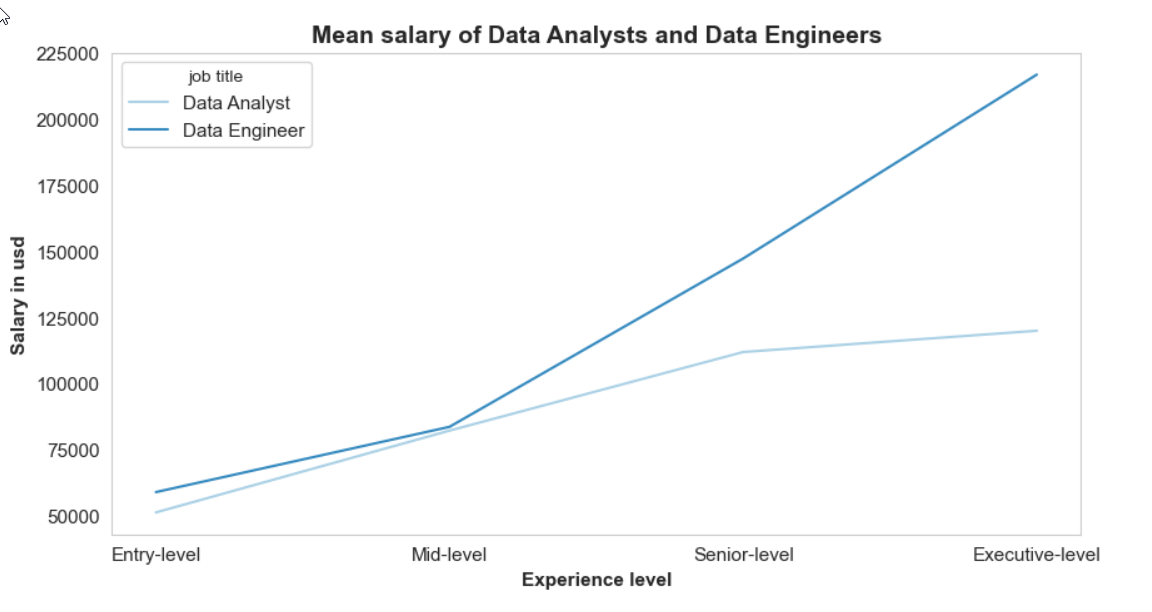 Mean salary of Data Analysts and Data Engineers
225000
200000
175000
150000
125000
100000
75000
50000
Salary in usd
job title
Data Analyst
Data Engineer
Entry-level Mid-level Senior-level Executive-level
Experience level